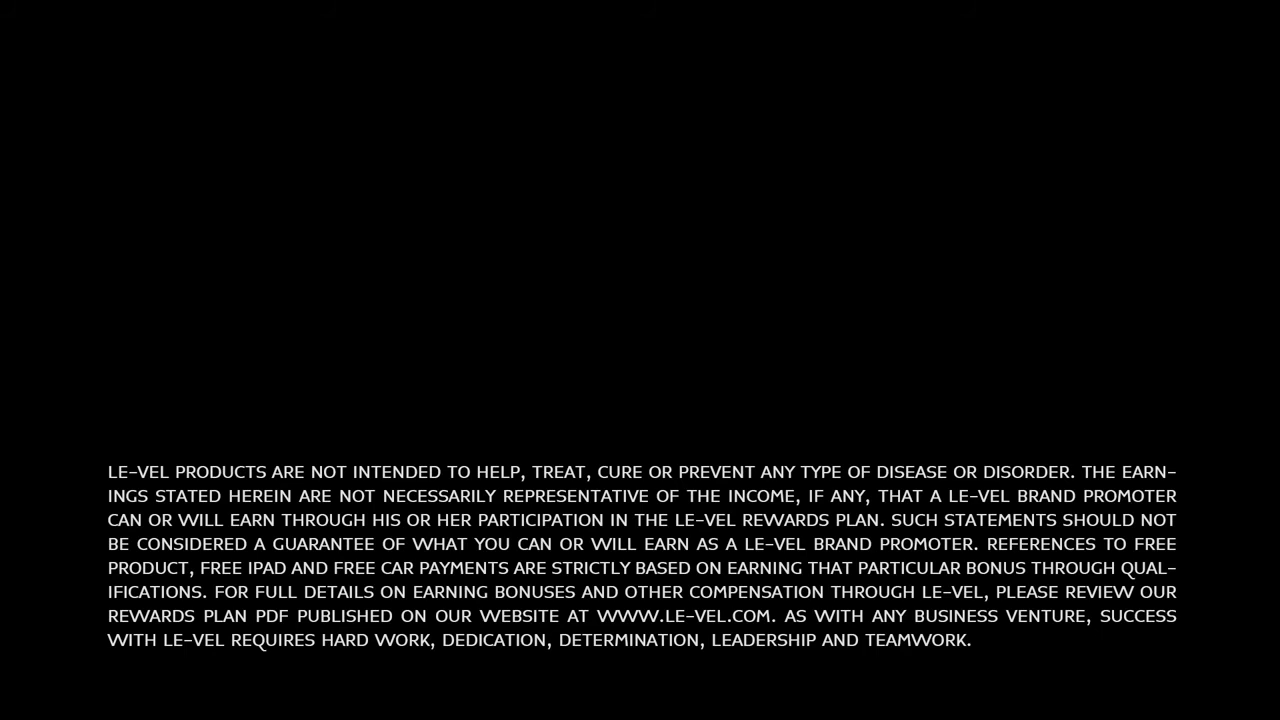 LE-VEL PRODUCTS ARE NOT INTENDED TO HELP, TREAT, CURE OR PREVENT ANY TYPE OF DISEASE OR DISORDER. THE EARN-
INGS STATED HEREIN ARE NOT NECESSARILY REPRESENTATIVE OF THE INCOME, IF ANY, THAT A LE-VEL BRAND PROMOTER
CAN OR WILL EARN THROUGH HIS OR HER PARTICIPATION IN THE LE-VEL REWARDS PLAN. SUCH STATEMENTS SHOULD NOT
BE CONSIDERED A GUARANTEE OF WHAT YOU CAN OR WILL EARN AS A LE-VEL BRAND PROMOTER. REFERENCES TO FREE
PRODUCT, FREE IPAD AND FREE CAR PAYMENTS ARE STRICTLY BASED ON EARNING THAT PARTICULAR BONUS THROUGH QUAL-
IFICATIONS. FOR FULL DETAILS ON EARNING BONUSES AND OTHER COMPENSATION THROUGH LE-VEL, PLEASE REVIEW OUR
REWARDS PLAN PDF PUBLISHED ON OUR WEBSITE AT WWW.LE-VEL.COM. AS WITH ANY BUSINESS VENTURE, SUCCESS
WITH LE-VEL REQUIRES HARD WORK, DEDICATION, DETERMINATION, LEADERSHIP AND TEAMWORK.